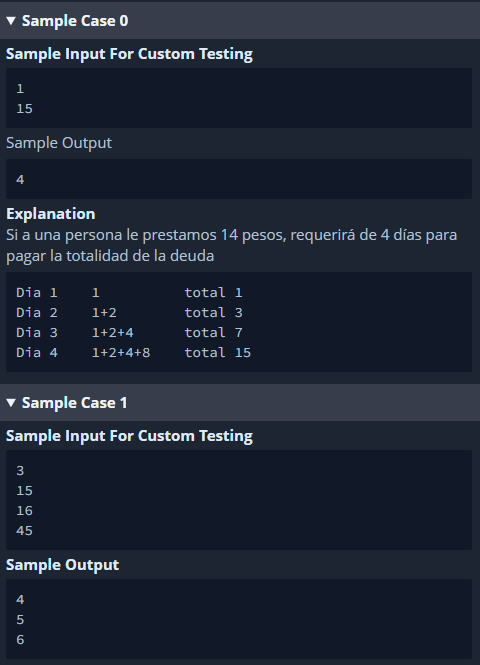 ▼ Sample Case 0
Sample Input For Custom Testing
1
15
Sample Output
4
Explanation
Si a una persona le prestamos 14 pesos, requerirá de 4 días para
pagar la totalidad de la deuda
Dia 1    1          total 1
Dia 2    1+2        total 3
Dia 3    1+2+4      total 7
Dia 4    1+2+4+8    total 15
▼ Sample Case 1
Sample Input For Custom Testing
3
15
16
45
Sample Output
4
5
6